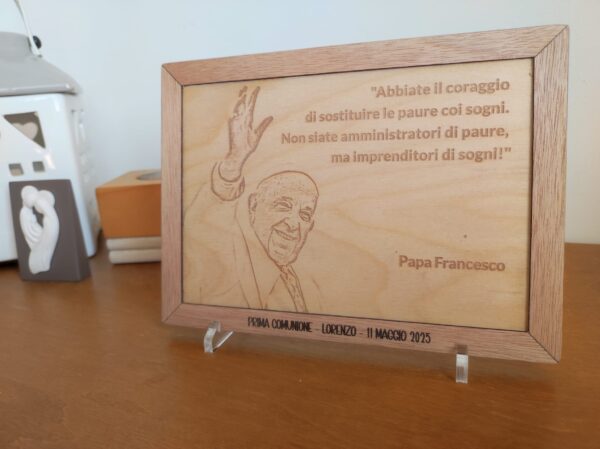 "Abbiate il coraggio
di sostituire le paure coi sogni.
Non siate amministratori di paure,
ma imprenditori di sogni!"
Papa Francesco
PRIMA COMUNIONE - LORENZO - 11 MAGGIO 2025